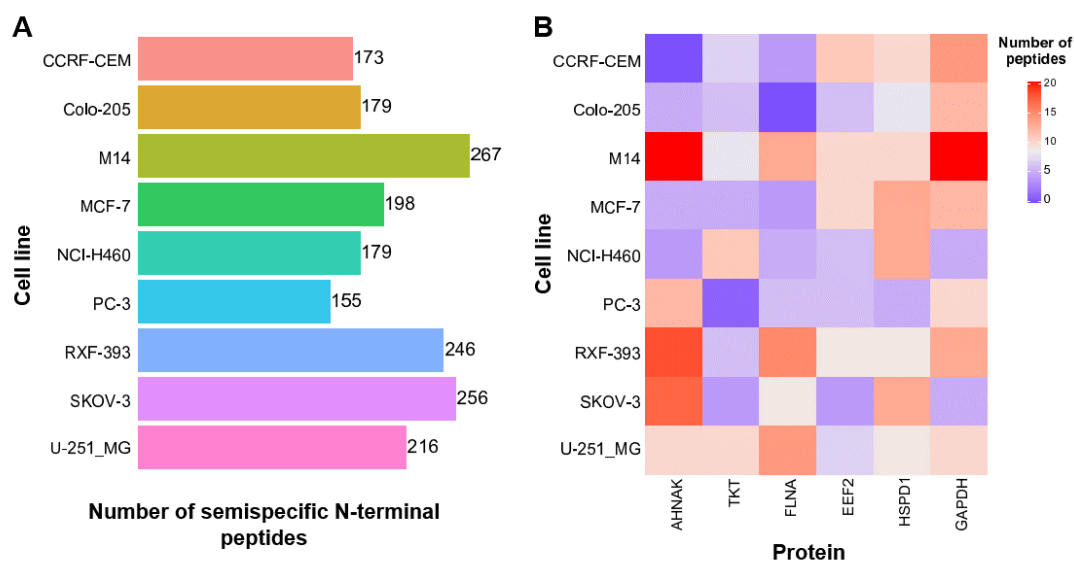 A
CCRF-CEM
173
Colo-205
179
M14
267
MCF-7
198
NCI-H460
179
PC-3
155
RXF-393
246
SKOV-3
256
U-251_MG
216
Cell line
Number of semispecific N-terminal
peptides
B
CCRF-CEM
Colo-205
M14
MCF-7
NCI-H460
PC-3
RXF-393
SKOV-3
U-251_MG
Cell line
AHNAK
TKT
FLNA
EEF2
HSPD1
GAPDH
Protein
Number of
peptides
20
15
10
5
0